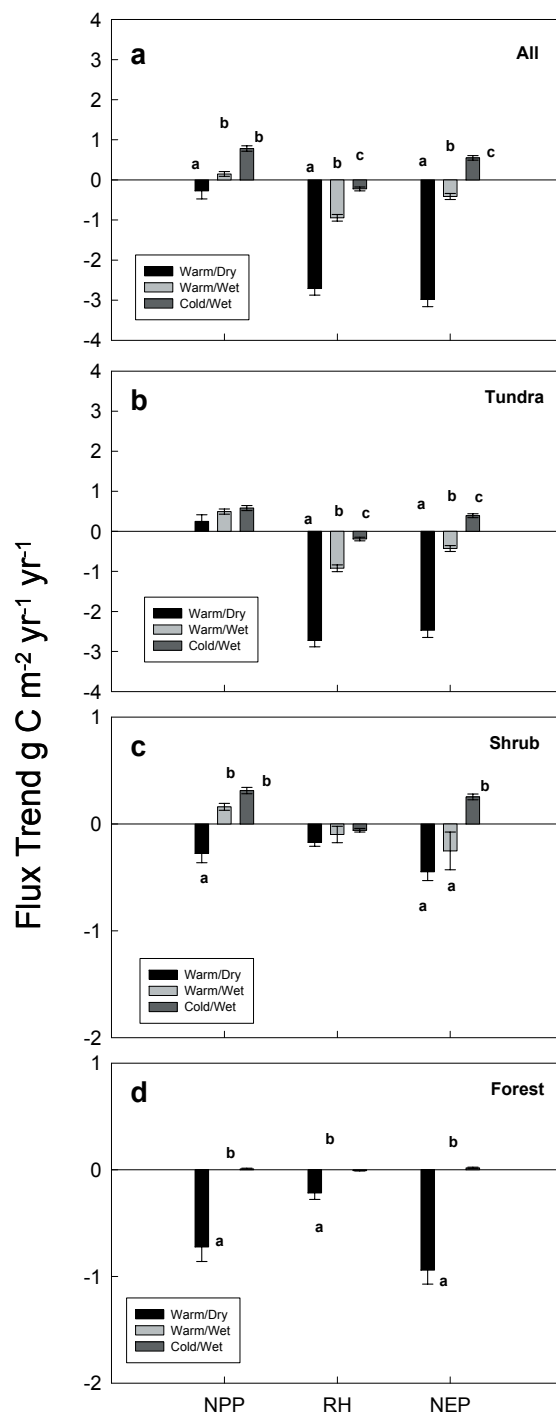 Flux Trend g C m-2 yr-1 yr-1
a All
4
3
2
1
0
-1
-2
-3
-4
a b b a b c a b c
Warm/Dry
Warm/Wet
Cold/Wet
b Tundra
4
3
2
1
0
-1
-2
-3
-4
a b c a b c
Warm/Dry
Warm/Wet
Cold/Wet
c Shrub
1
0
-1
-2
b b b
a a a
Warm/Dry
Warm/Wet
Cold/Wet
d Forest
1
0
-1
-2
b b b
a a a
Warm/Dry
Warm/Wet
Cold/Wet
NPP RH NEP